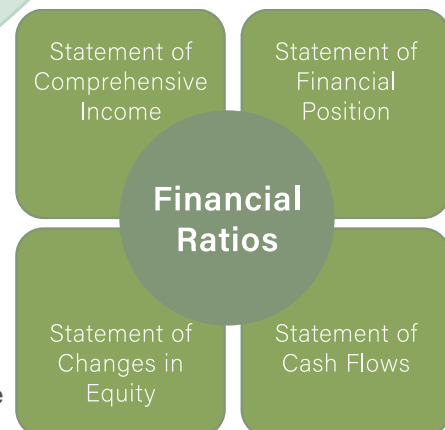 Statement of
Comprehensive
Income
Statement of
Financial
Position
Financial
Ratios
Statement of
Changes in
Equity
Statement of
Cash Flows
e